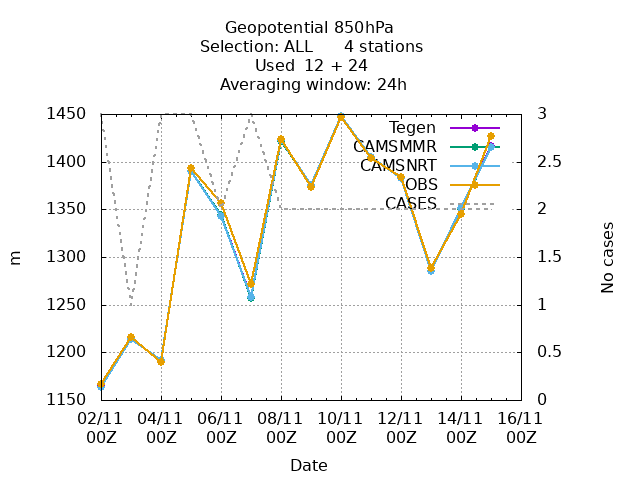 Geopotential 850hPa
Selection: ALL      4 stations
Used  12 + 24
Averaging window: 24h
1450
1400
1350
1300
1250
1200
1150
m
3
2.5
2
1.5
1
0.5
0
No cases
Tegen
CAMSMMR
CAMSNRT
OBS
CASES
02/11 04/11 06/11 08/11 10/11 12/11 14/11 16/11
00Z 00Z 00Z 00Z 00Z 00Z 00Z 00Z
Date